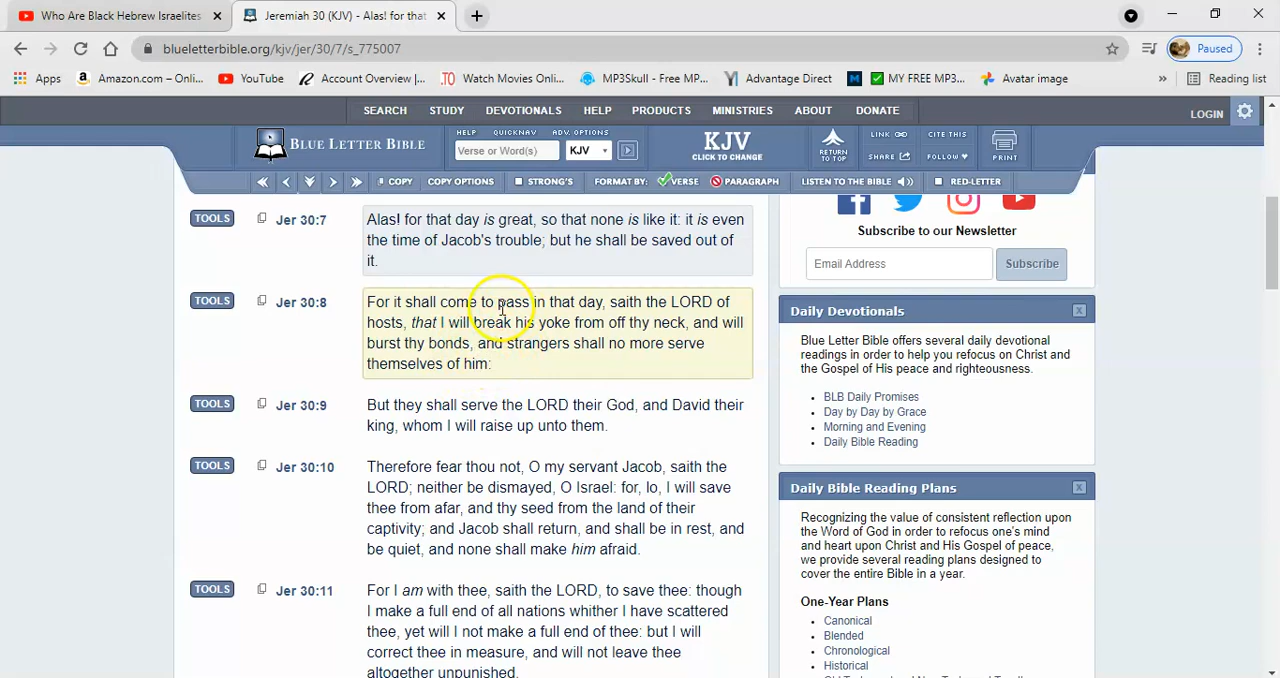 Who Are Black Hebrew Israelites
Jeremiah 30 (KJV) - Alas! for that
Paused
blueletterbible.org/kjv/jer/30/7/s_775007
Apps
Amazon.com – Onli...
YouTube
Account Overview |...
Watch Movies Onli...
MP3Skull - Free MP...
Advantage Direct
MY FREE MP3...
Avatar image
»
Reading list
SEARCH
STUDY
DEVOTIONALS
HELP
PRODUCTS
MINISTRIES
ABOUT
DONATE
LOGIN
BLUE LETTER BIBLE
HELP
QUICKNAV
ADV. OPTIONS
Verse or Word(s)
KJV
KJV
CLICK TO CHANGE
RETURN
TO TOP
LINK
SHARE
CITE THIS
FOLLOW
PRINT
COPY
COPY OPTIONS
STRONG'S
FORMAT BY:
VERSE
PARAGRAPH
LISTEN TO THE BIBLE
RED-LETTER
TOOLS
Jer 30:7
Alas! for that day is great, so that none is like it: it is even
the time of Jacob's trouble; but he shall be saved out of
it.
TOOLS
Jer 30:8
For it shall come to pass in that day, saith the LORD of
hosts, that I will break his yoke from off thy neck, and will
burst thy bonds, and strangers shall no more serve
themselves of him:
TOOLS
Jer 30:9
But they shall serve the LORD their God, and David their
king, whom I will raise up unto them.
TOOLS
Jer 30:10
Therefore fear thou not, O my servant Jacob, saith the
LORD; neither be dismayed, O Israel: for, lo, I will save
thee from afar, and thy seed from the land of their
captivity; and Jacob shall return, and shall be in rest, and
be quiet, and none shall make him afraid.
TOOLS
Jer 30:11
For I am with thee, saith the LORD, to save thee: though
I make a full end of all nations whither I have scattered
thee, yet will I not make a full end of thee: but I will
correct thee in measure, and will not leave thee
altogether unpunished.
Subscribe to our Newsletter
Email Address
Subscribe
Daily Devotionals
Blue Letter Bible offers several daily devotional
readings in order to help you refocus on Christ and
the Gospel of His peace and righteousness.
BLB Daily Promises
Day by Day by Grace
Morning and Evening
Daily Bible Reading
Daily Bible Reading Plans
Recognizing the value of consistent reflection upon
the Word of God in order to refocus one's mind
and heart upon Christ and His Gospel of peace,
we provide several reading plans designed to
cover the entire Bible in a year.
One-Year Plans
Canonical
Blended
Chronological
Historical